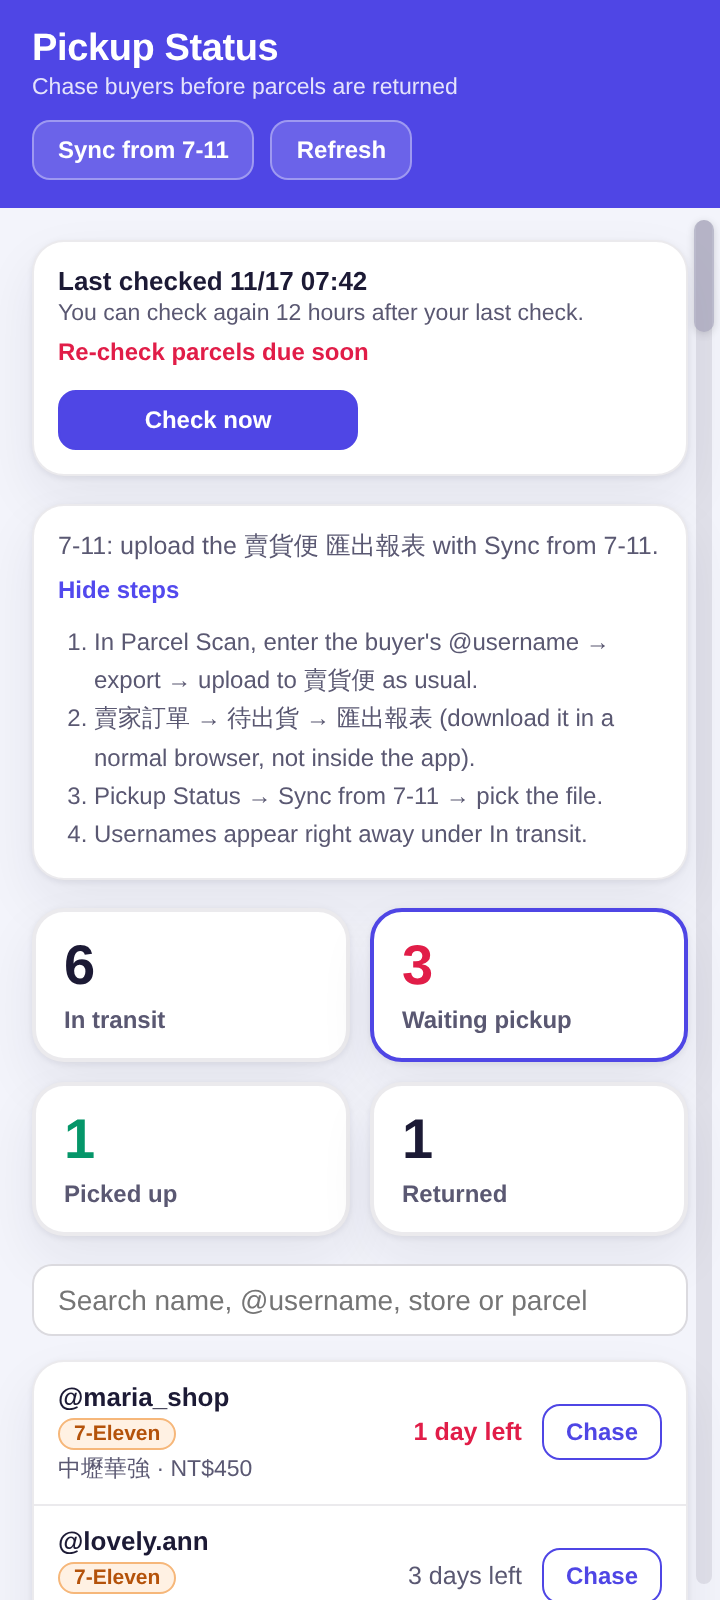 Pickup Status
Chase buyers before parcels are returned
Sync from 7-11
Refresh
Last checked 11/17 07:42
You can check again 12 hours after your last check.
Re-check parcels due soon
Check now
7-11: upload the 賣貨便 匯出報表 with Sync from 7-11.
Hide steps
1. In Parcel Scan, enter the buyer's @username →
export → upload to 賣貨便 as usual.
2. 賣家訂單 → 待出貨 → 匯出報表 (download it in a
normal browser, not inside the app).
3. Pickup Status → Sync from 7-11 → pick the file.
4. Usernames appear right away under In transit.
6
In transit
3
Waiting pickup
1
Picked up
1
Returned
Search name, @username, store or parcel
@maria_shop
7-Eleven
中壢華強 · NT$450
1 day left
Chase
@lovely.ann
7-Eleven
3 days left
Chase